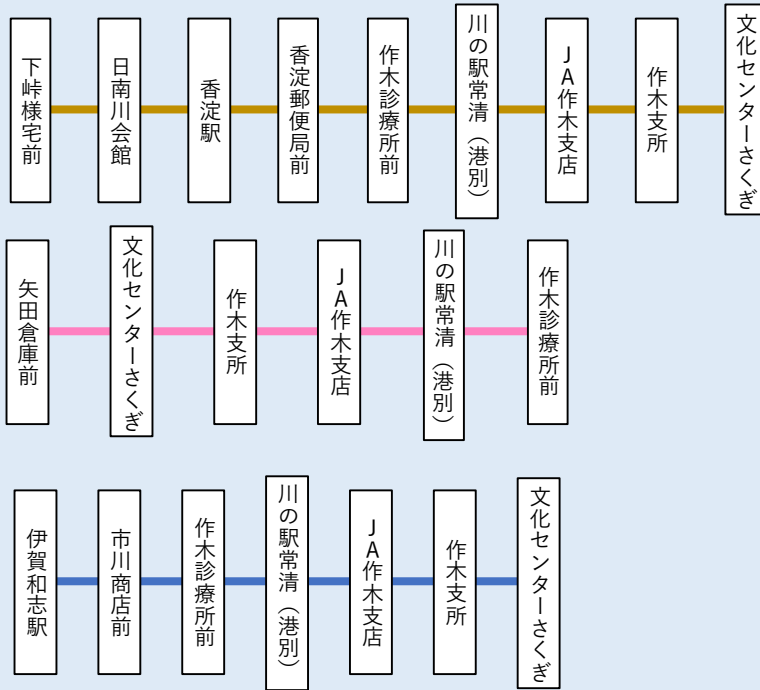 下峠様宅前
日南川会館
香淀駅
香淀郵便局前
作木診療所前
川の駅常清（港別）
JA作木支店
作木支所
文化センターさくぎ
矢田倉庫前
文化センターさくぎ
作木支所
JA作木支店
川の駅常清（港別）
作木診療所前
伊賀和志駅
市川商店前
作木診療所前
川の駅常清（港別）
JA作木支店
作木支所
文化センターさくぎ